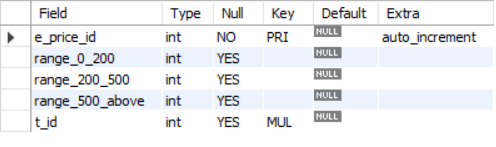 Field Type Null Key Default Extra
e_price_id int NO PRI NULL auto_increment
range_0_200 int YES NULL
range_200_500 int YES NULL
range_500_above int YES NULL
t_id int YES MUL NULL